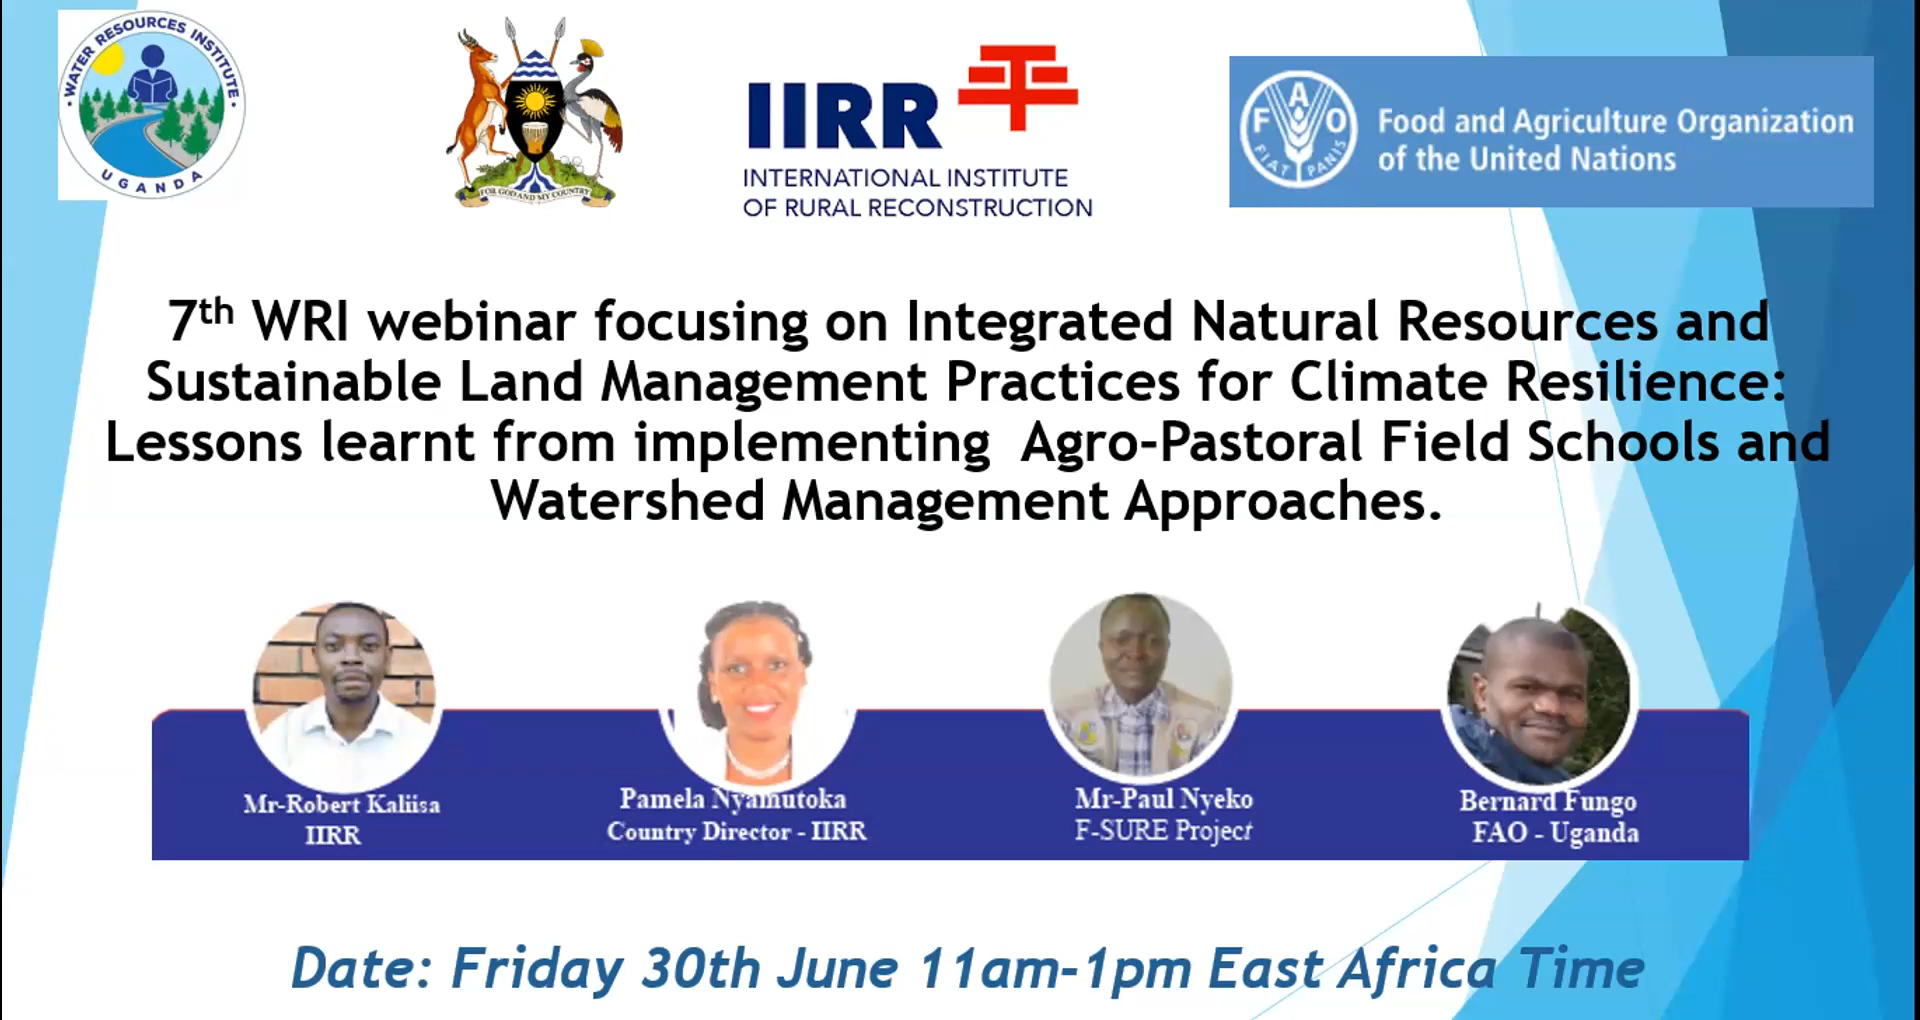 WATER RESOURCES INSTITUTE
UGANDA
FOR GOD AND MY COUNTRY
IIRR
INTERNATIONAL INSTITUTE
OF RURAL RECONSTRUCTION
F A O
FIAT PANIS
Food and Agriculture Organization
of the United Nations
7th WRI webinar focusing on Integrated Natural Resources and
Sustainable Land Management Practices for Climate Resilience:
Lessons learnt from implementing Agro-Pastoral Field Schools and
Watershed Management Approaches.
Mr-Robert Kaliisa
IIRR
Pamela Nyamutoka
Country Director - IIRR
Mr-Paul Nyeko
F-SURE Project
Bernard Fungo
FAO - Uganda
Date: Friday 30th June 11am-1pm East Africa Time